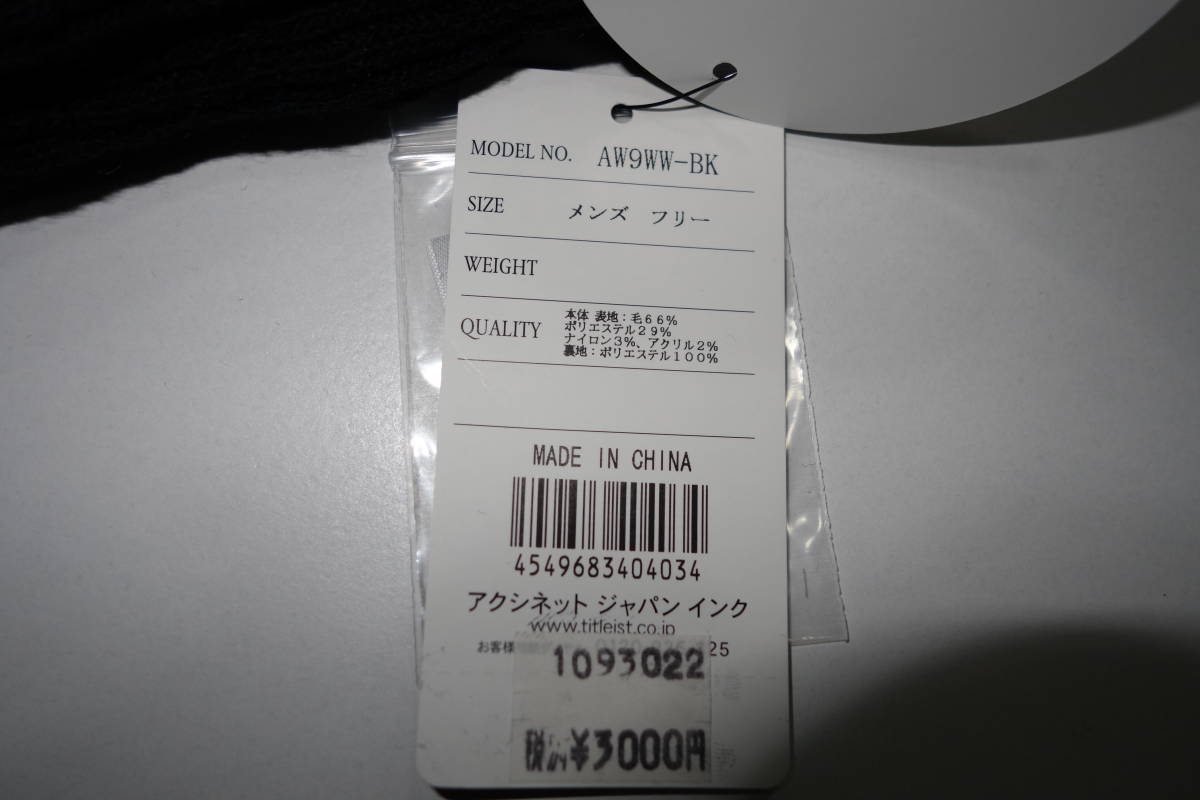 MODEL NO. AW9WW-BK
SIZE メンズ フリー
WEIGHT
QUALITY 本体 表地：毛66%
ポリエステル29%
ナイロン3%、アクリル2%
裏地：ポリエステル100%
MADE IN CHINA
4549683404034
アクシネット ジャパン インク
www.titleist.co.jp
お客様 25
1093022
¥3000円